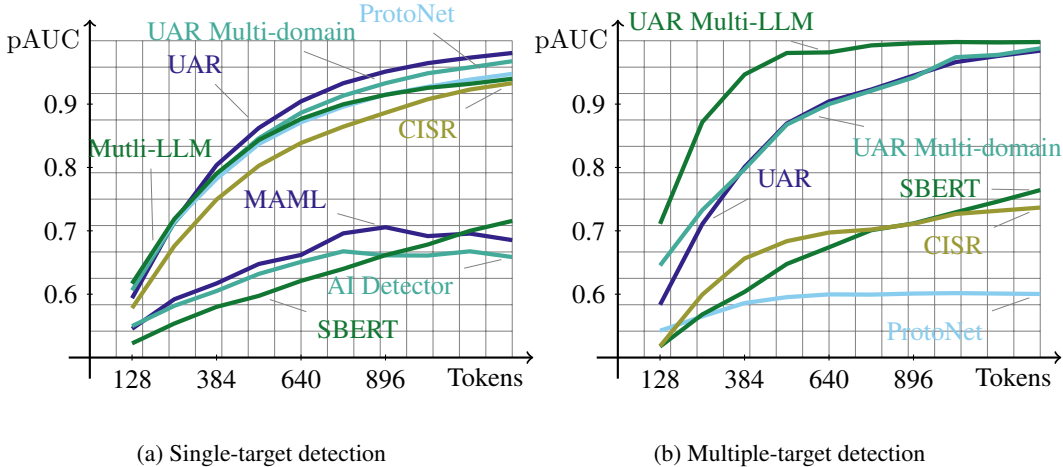 pAUC
ProtoNet
UAR Multi-domain
UAR
0.9
CISR
0.8
Mutli-LLM
MAML
0.7
AI Detector
0.6
SBERT
128 384 640 896 Tokens
(a) Single-target detection
UAR Multi-LLM
pAUC
0.9
0.8
UAR Multi-domain
UAR
SBERT
0.7
CISR
0.6
ProtoNet
128 384 640 896 Tokens
(b) Multiple-target detection